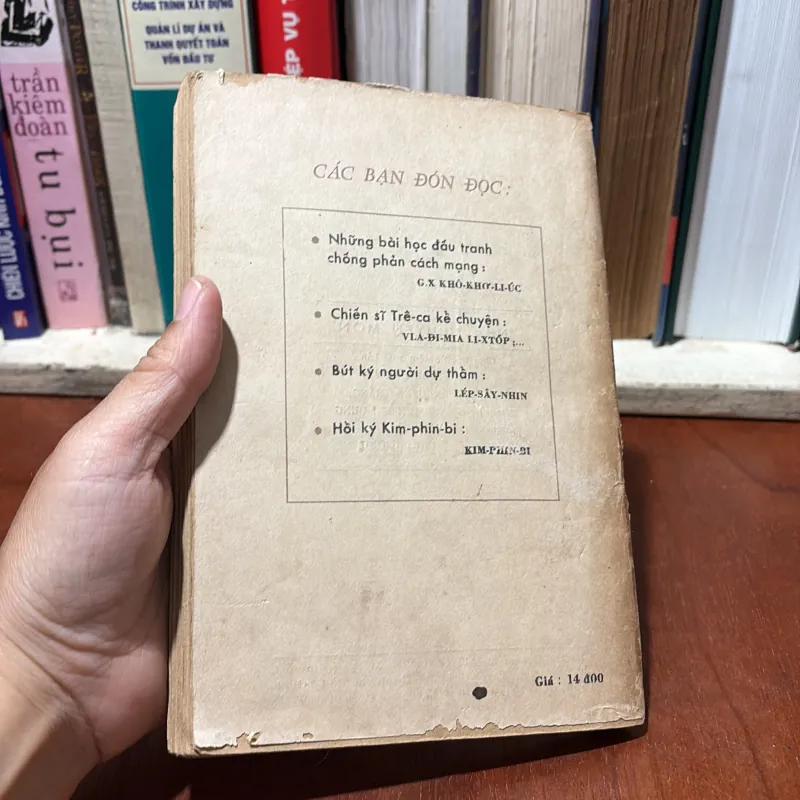 CÔNG TRÌNH XÂY DỰNG
QUẢN LÍ DỰ ÁN VÀ
THANH QUYẾT TOÁN
VỐN ĐẦU TƯ
trần
kiêm
đoàn
tu bụi
CÁC BẠN ĐÓN ĐỌC :
• Những bài học đấu tranh
chống phản cách mạng :
G.X KHÔ-KHƠ-LI-ÚC
• Chiến sĩ Trê-ca kể chuyện :
VLA-ĐI-MIA LI-XTỐP ;...
• Bút ký người dự thầm :
LÉP-SÂY-NHIN
• Hồi ký Kim-phin-bi :
KIM-PHIN-BI
Giá : 14 đ00